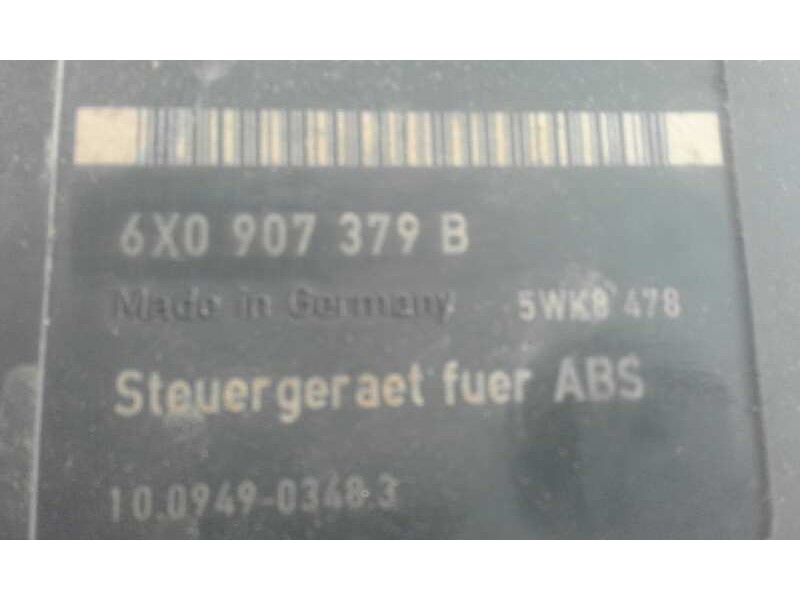 6X0 907 379 B
Made in Germany 5WK8 478
Steuergeraet fuer ABS
10.0949-0348.3